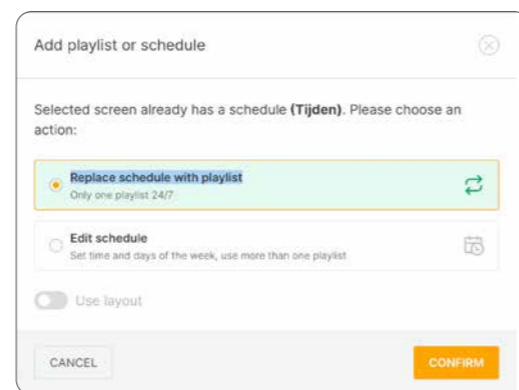 Add playlist or schedule
Selected screen already has a schedule (Tijden). Please choose an
action:
Replace schedule with playlist
Only one playlist 24/7
Edit schedule
Set time and days of the week, use more than one playlist
Use layout
CANCEL
CONFIRM